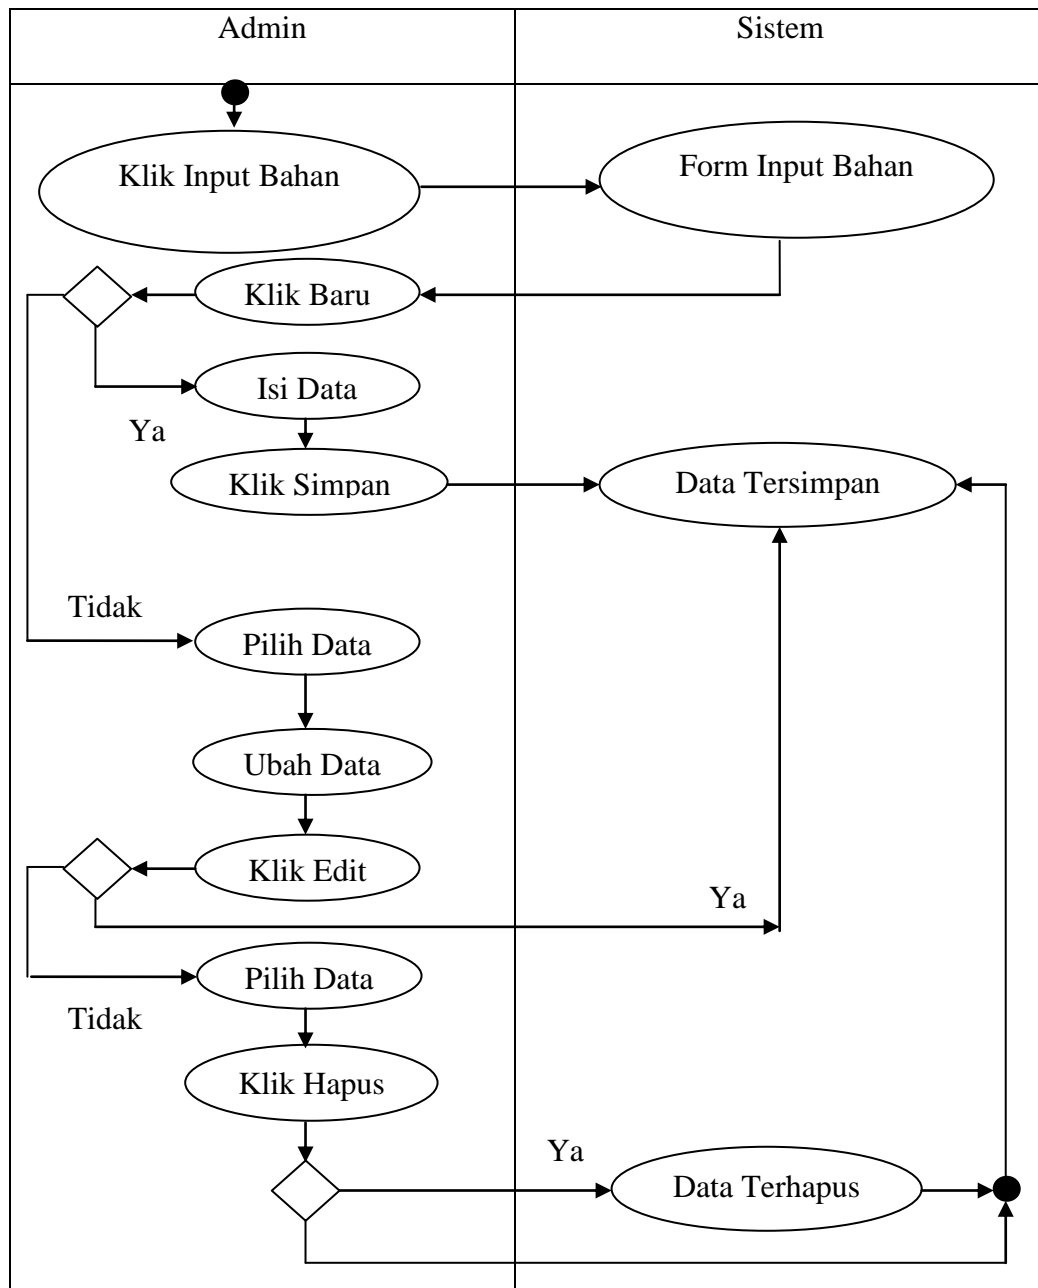 Admin
Sistem
Klik Input Bahan
Form Input Bahan
Klik Baru
Isi Data
Ya
Klik Simpan
Data Tersimpan
Tidak
Pilih Data
Ubah Data
Klik Edit
Ya
Pilih Data
Tidak
Klik Hapus
Ya
Data Terhapus